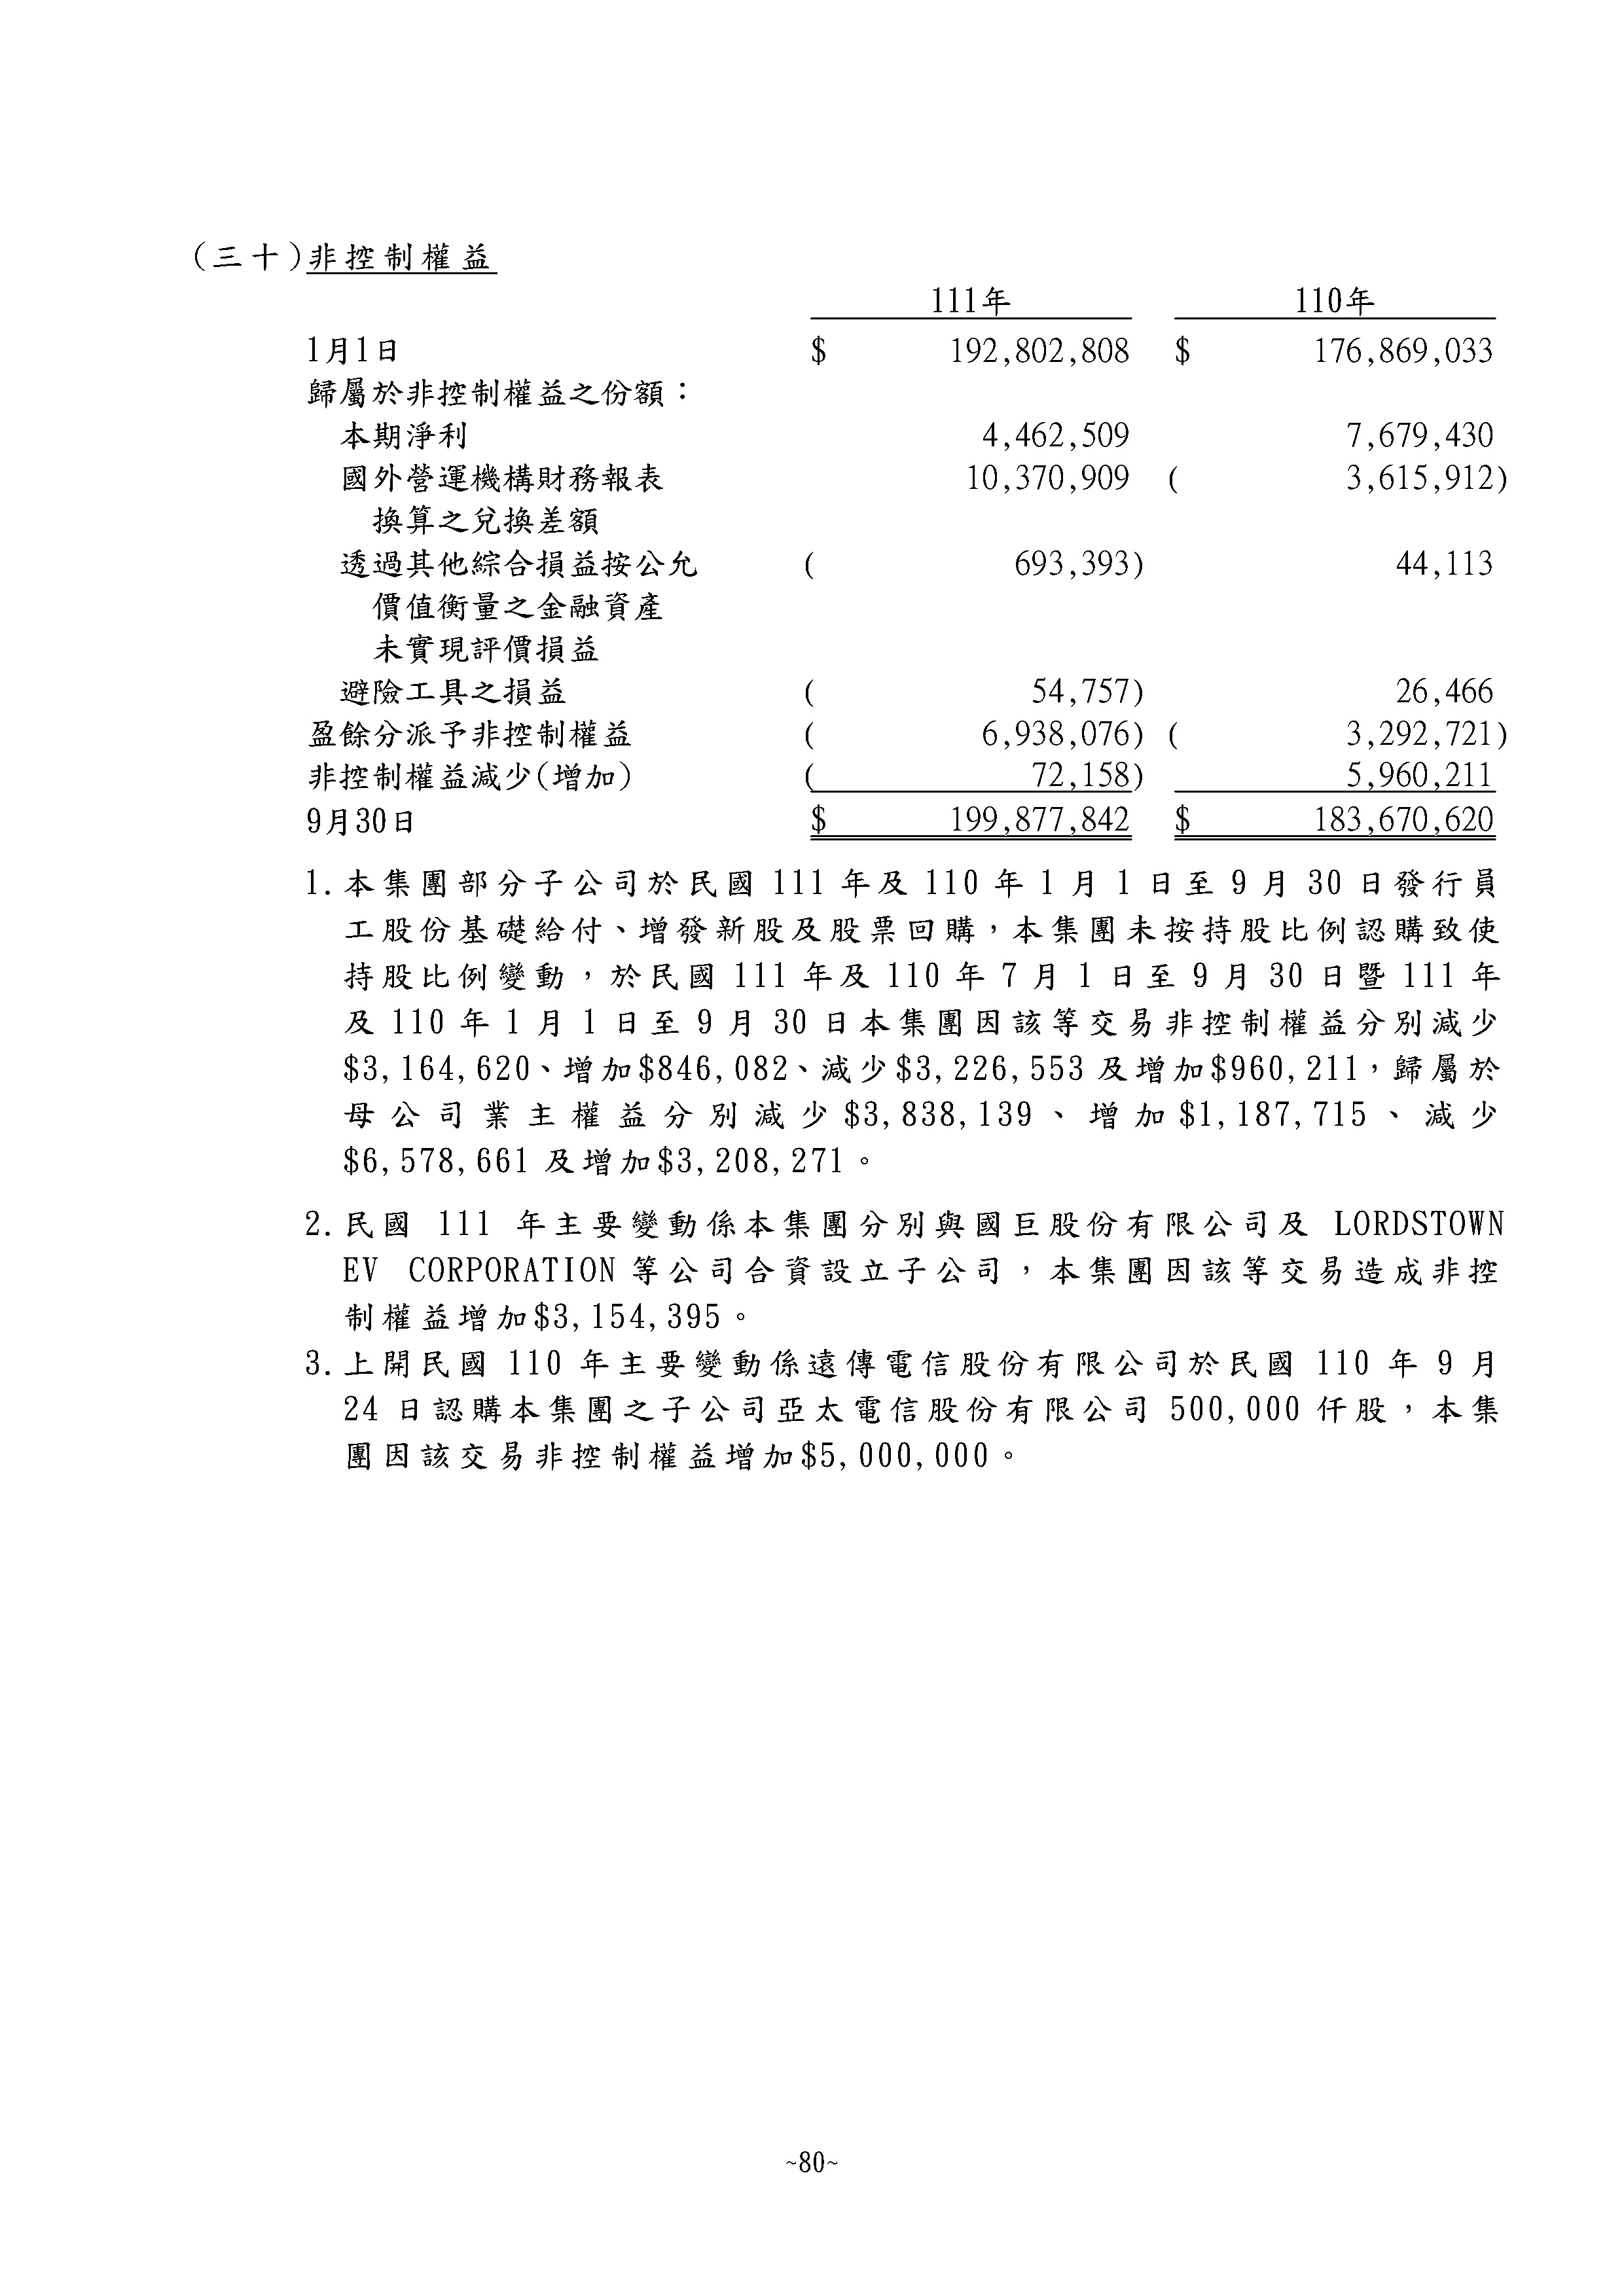 (三十)非控制權益
111年 110年
1月1日 $ 192,802,808 $ 176,869,033
歸屬於非控制權益之份額：
本期淨利 4,462,509 7,679,430
國外營運機構財務報表 10,370,909 ( 3,615,912)
換算之兌換差額
透過其他綜合損益按公允 ( 693,393) 44,113
價值衡量之金融資產
未實現評價損益
避險工具之損益 ( 54,757) 26,466
盈餘分派予非控制權益 ( 6,938,076) ( 3,292,721)
非控制權益減少(增加) ( 72,158) 5,960,211
9月30日 $ 199,877,842 $ 183,670,620
1.本集團部分子公司於民國 111 年及 110 年 1 月 1 日至 9 月 30 日發行員
工股份基礎給付、增發新股及股票回購，本集團未按持股比例認購致使
持股比例變動，於民國 111 年及 110 年 7 月 1 日至 9 月 30 日暨 111 年
及 110 年 1 月 1 日至 9 月 30 日本集團因該等交易非控制權益分別減少
$3,164,620、增加$846,082、減少$3,226,553 及增加$960,211，歸屬於
母公司業主權益分別減少$3,838,139、增加$1,187,715、減少
$6,578,661 及增加$3,208,271。
2.民國 111 年主要變動係本集團分別與國巨股份有限公司及 LORDSTOWN
EV CORPORATION 等公司合資設立子公司，本集團因該等交易造成非控
制權益增加$3,154,395。
3.上開民國 110 年主要變動係遠傳電信股份有限公司於民國 110 年 9 月
24 日認購本集團之子公司亞太電信股份有限公司 500,000 仟股，本集
團因該交易非控制權益增加$5,000,000。
~80~